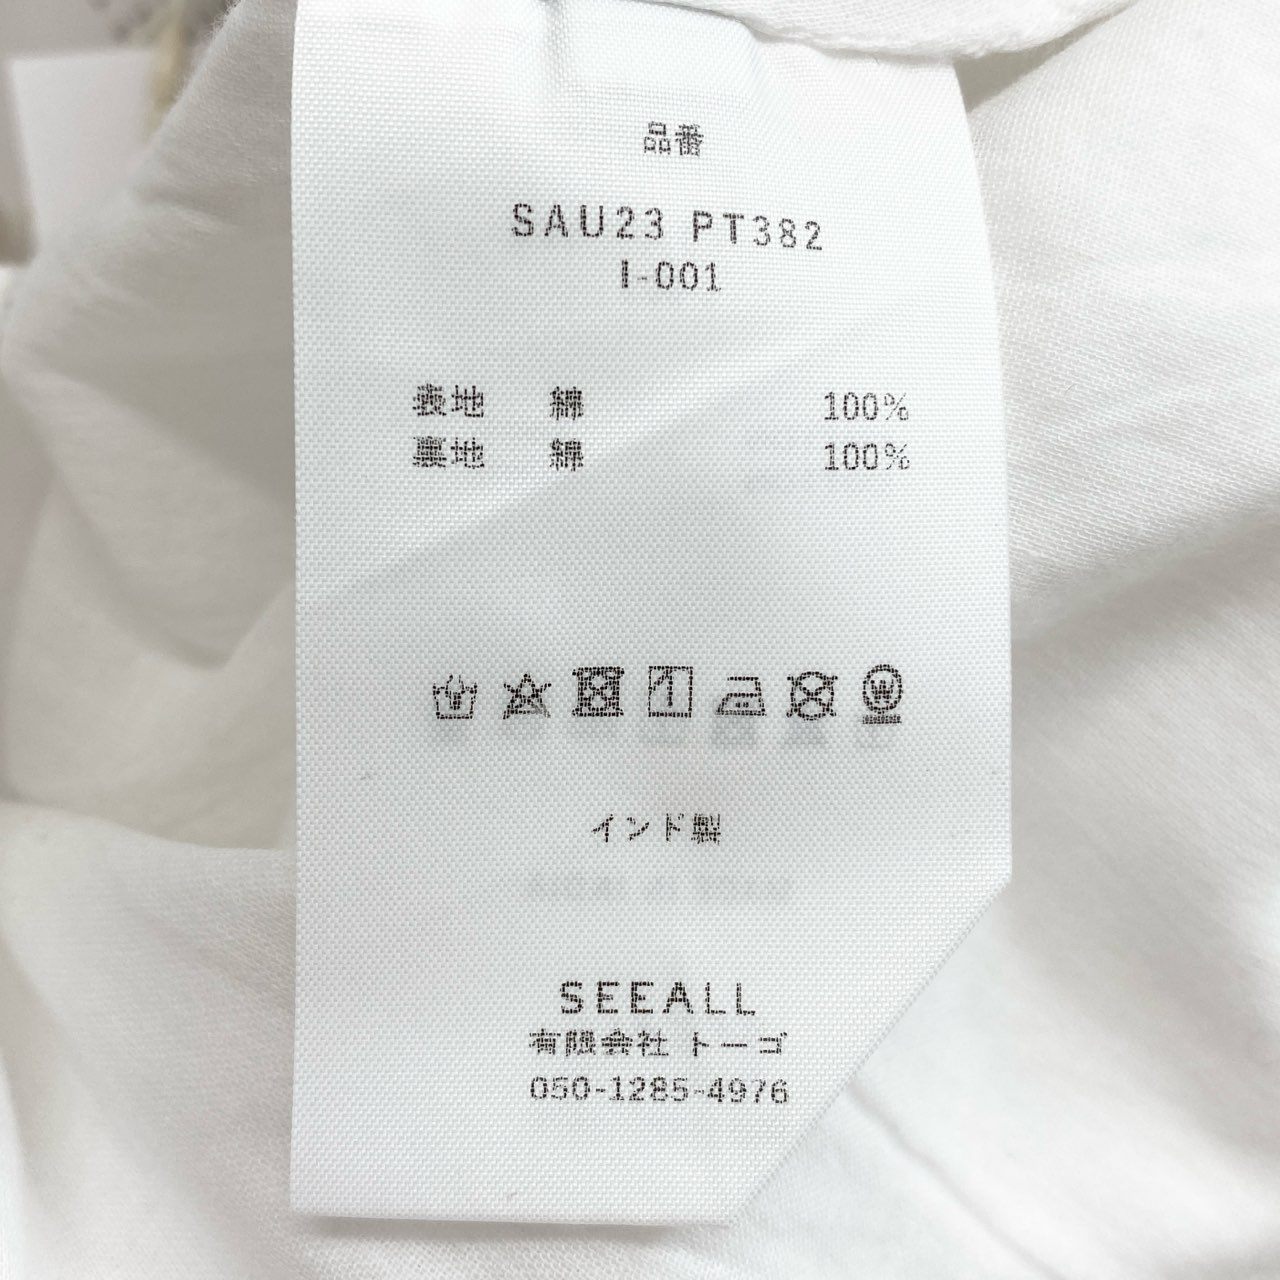 品番
SAU23 PT382
I-001
表地 綿 100%
裏地 綿 100%
インド製
SEEALL
有限会社 トーゴ
050-1285-4976